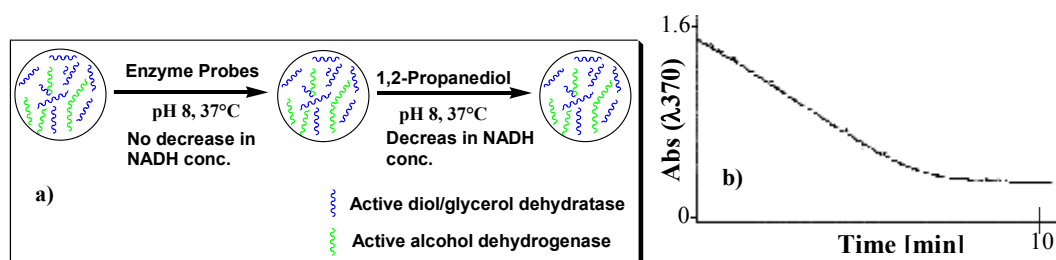 Enzyme Probes
pH 8, 37°C
No decrease in
NADH conc.
1,2-Propanediol
pH 8, 37°C
Decreas in NADH
conc.
a)
Active diol/glycerol dehydratase
Active alcohol dehydrogenase
1.6
Abs (λ370)
0
b)
Time [min]
10